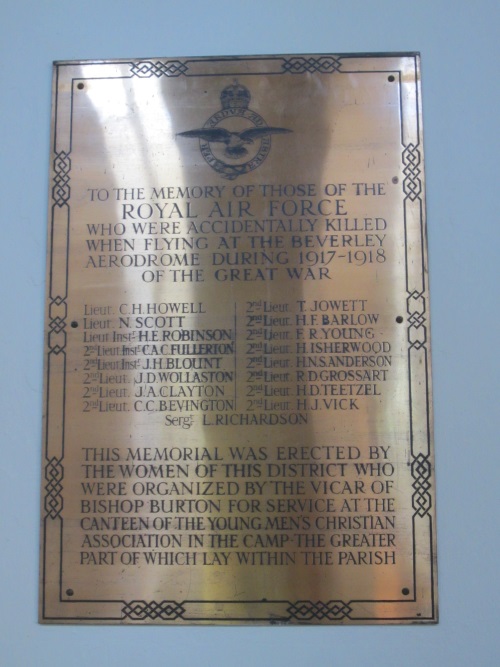 TO THE MEMORY OF THOSE OF THE
ROYAL AIR FORCE
WHO WERE ACCIDENTALLY KILLED
WHEN FLYING AT THE BEVERLEY
AERODROME DURING 1917-1918
OF THE GREAT WAR
Lieut. C.H. HOWELL
Lieut. N. SCOTT
Lieut Instr. H.E. ROBINSON
2nd Lieut Instr. C.A.C. FULLERTON
2nd Lieut Instr. J.H. BLOUNT
2nd Lieut. J.D. WOLLASTON
2nd Lieut. J.A. CLAYTON
2nd Lieut. C.C. BEVINGTON
2nd Lieut. T. JOWETT
2nd Lieut. H.F. BARLOW
2nd Lieut. F.R. YOUNG
2nd Lieut. H. ISHERWOOD
2nd Lieut. H.N.S. ANDERSON
2nd Lieut. R.D. GROSSART
2nd Lieut. H.D. TEETZEL
2nd Lieut. H.J. VICK
Sergt. L. RICHARDSON
THIS MEMORIAL WAS ERECTED BY
THE WOMEN OF THIS DISTRICT WHO
WERE ORGANIZED BY THE VICAR OF
BISHOP BURTON FOR SERVICE AT THE
CANTEEN OF THE YOUNG MEN'S CHRISTIAN
ASSOCIATION IN THE CAMP · THE GREATER
PART OF WHICH LAY WITHIN THE PARISH